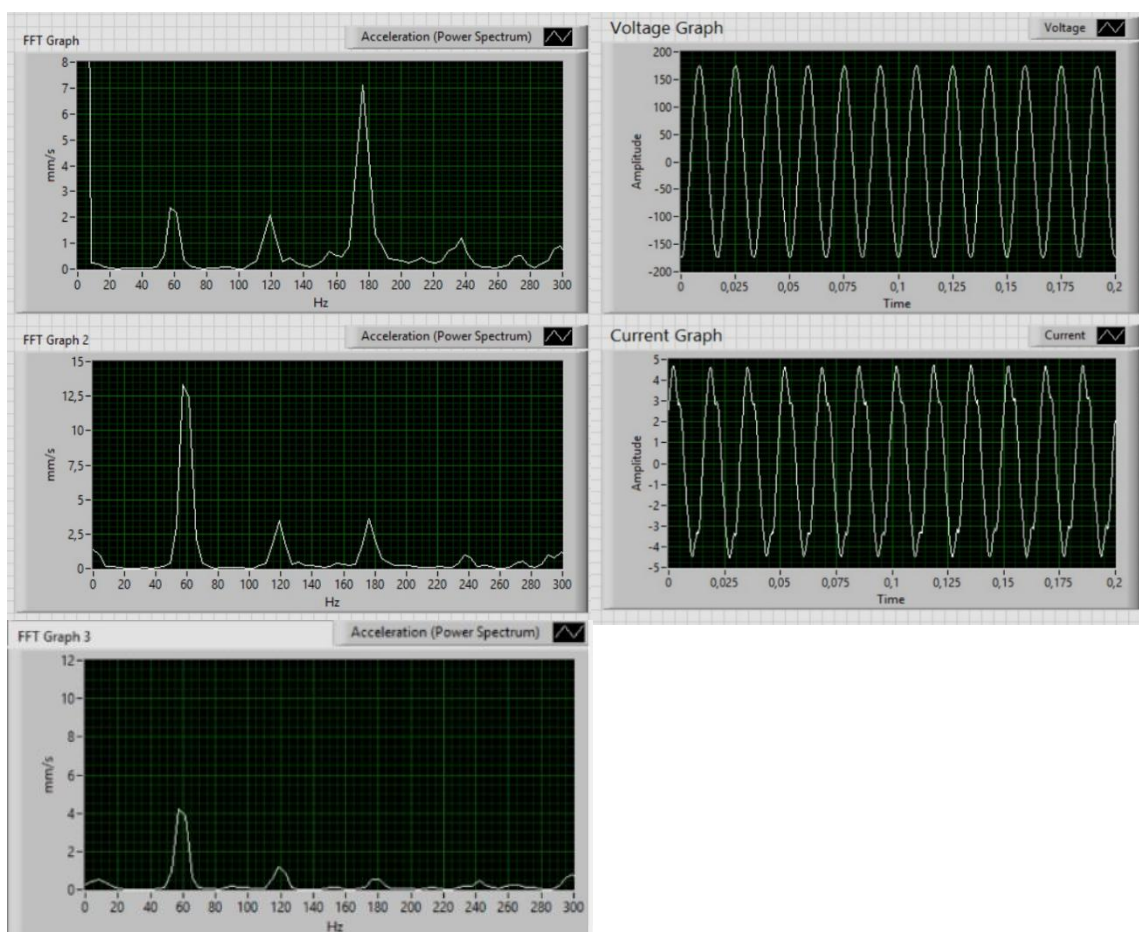 FFT Graph
Acceleration (Power Spectrum)
8
7
6
5
4
3
2
1
0
mm/s
0 20 40 60 80 100 120 140 160 180 200 220 240 260 280 300
Hz
Voltage Graph
Voltage
200
150
100
50
0
-50
-100
-150
-200
Amplitude
0 0,025 0,05 0,075 0,1 0,125 0,15 0,175 0,2
Time
FFT Graph 2
Acceleration (Power Spectrum)
15
12,5
10
7,5
5
2,5
0
mm/s
0 20 40 60 80 100 120 140 160 180 200 220 240 260 280 300
Hz
Current Graph
Current
5
4
3
2
1
0
-1
-2
-3
-4
-5
Amplitude
0 0,025 0,05 0,075 0,1 0,125 0,15 0,175 0,2
Time
FFT Graph 3
Acceleration (Power Spectrum)
12
10
8
6
4
2
0
mm/s
0 20 40 60 80 100 120 140 160 180 200 220 240 260 280 300
Hz